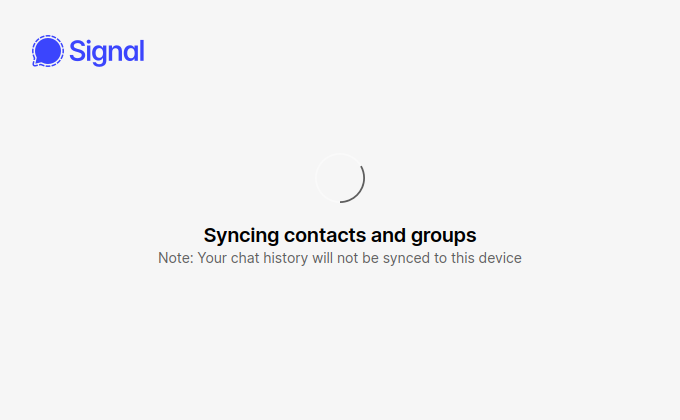 Signal
Syncing contacts and groups
Note: Your chat history will not be synced to this device